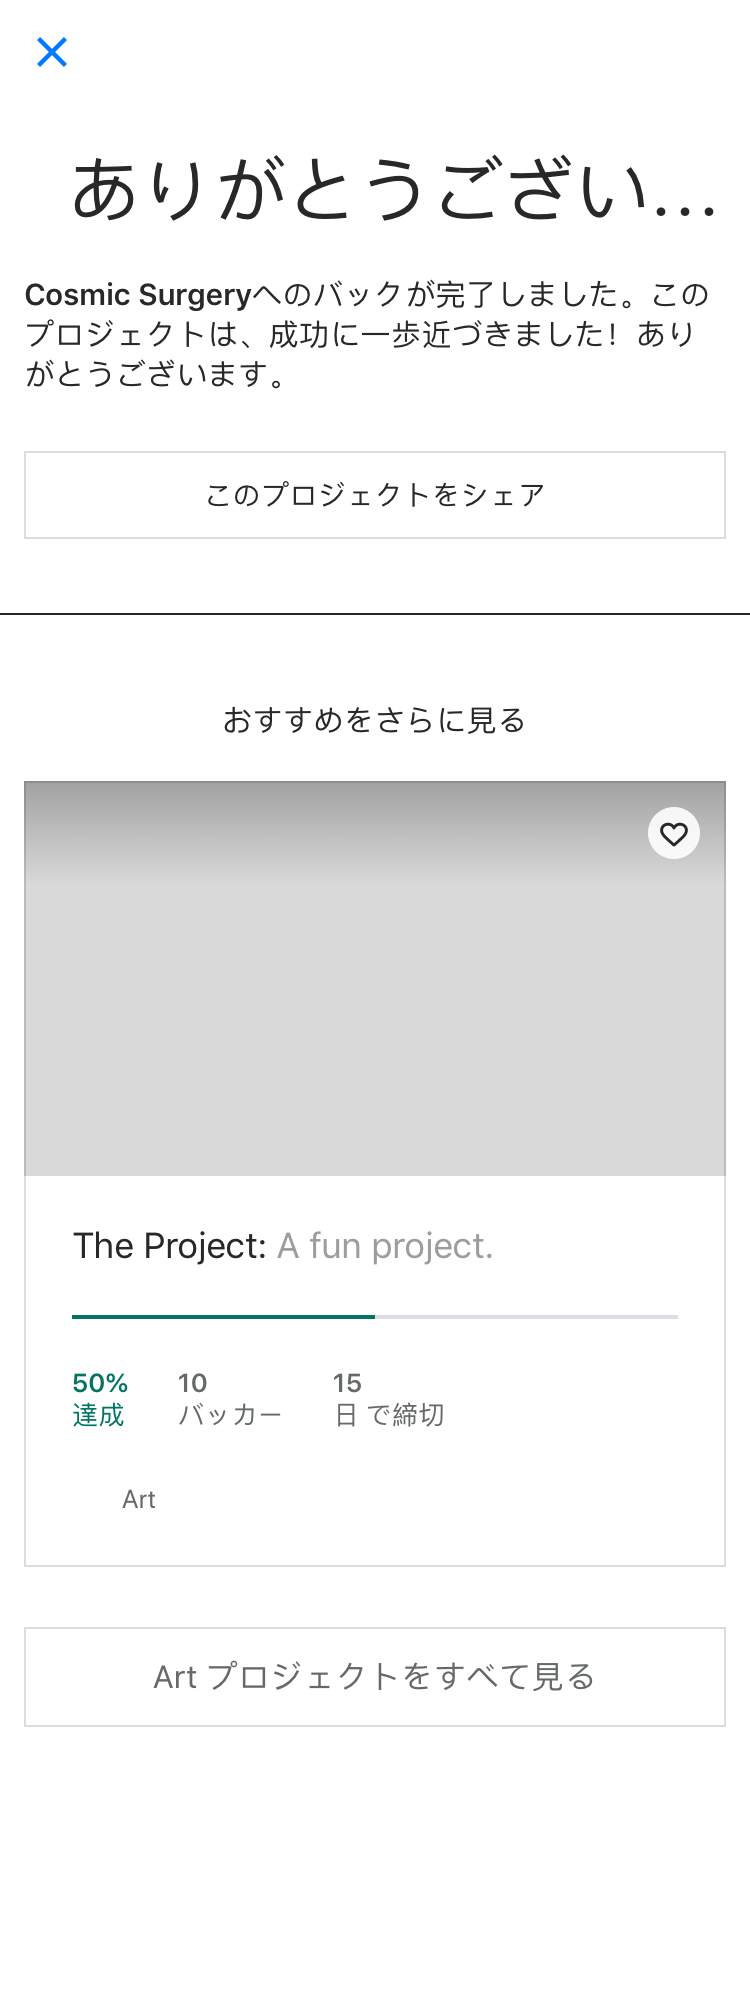 ありがとうござい...
Cosmic Surgeryへのバックが完了しました。この
プロジェクトは、成功に一歩近づきました！あり
がとうございます。
このプロジェクトをシェア
おすすめをさらに見る
The Project: A fun project.
50% 10 15
達成 バッカー 日 で締切
Art
Art プロジェクトをすべて見る